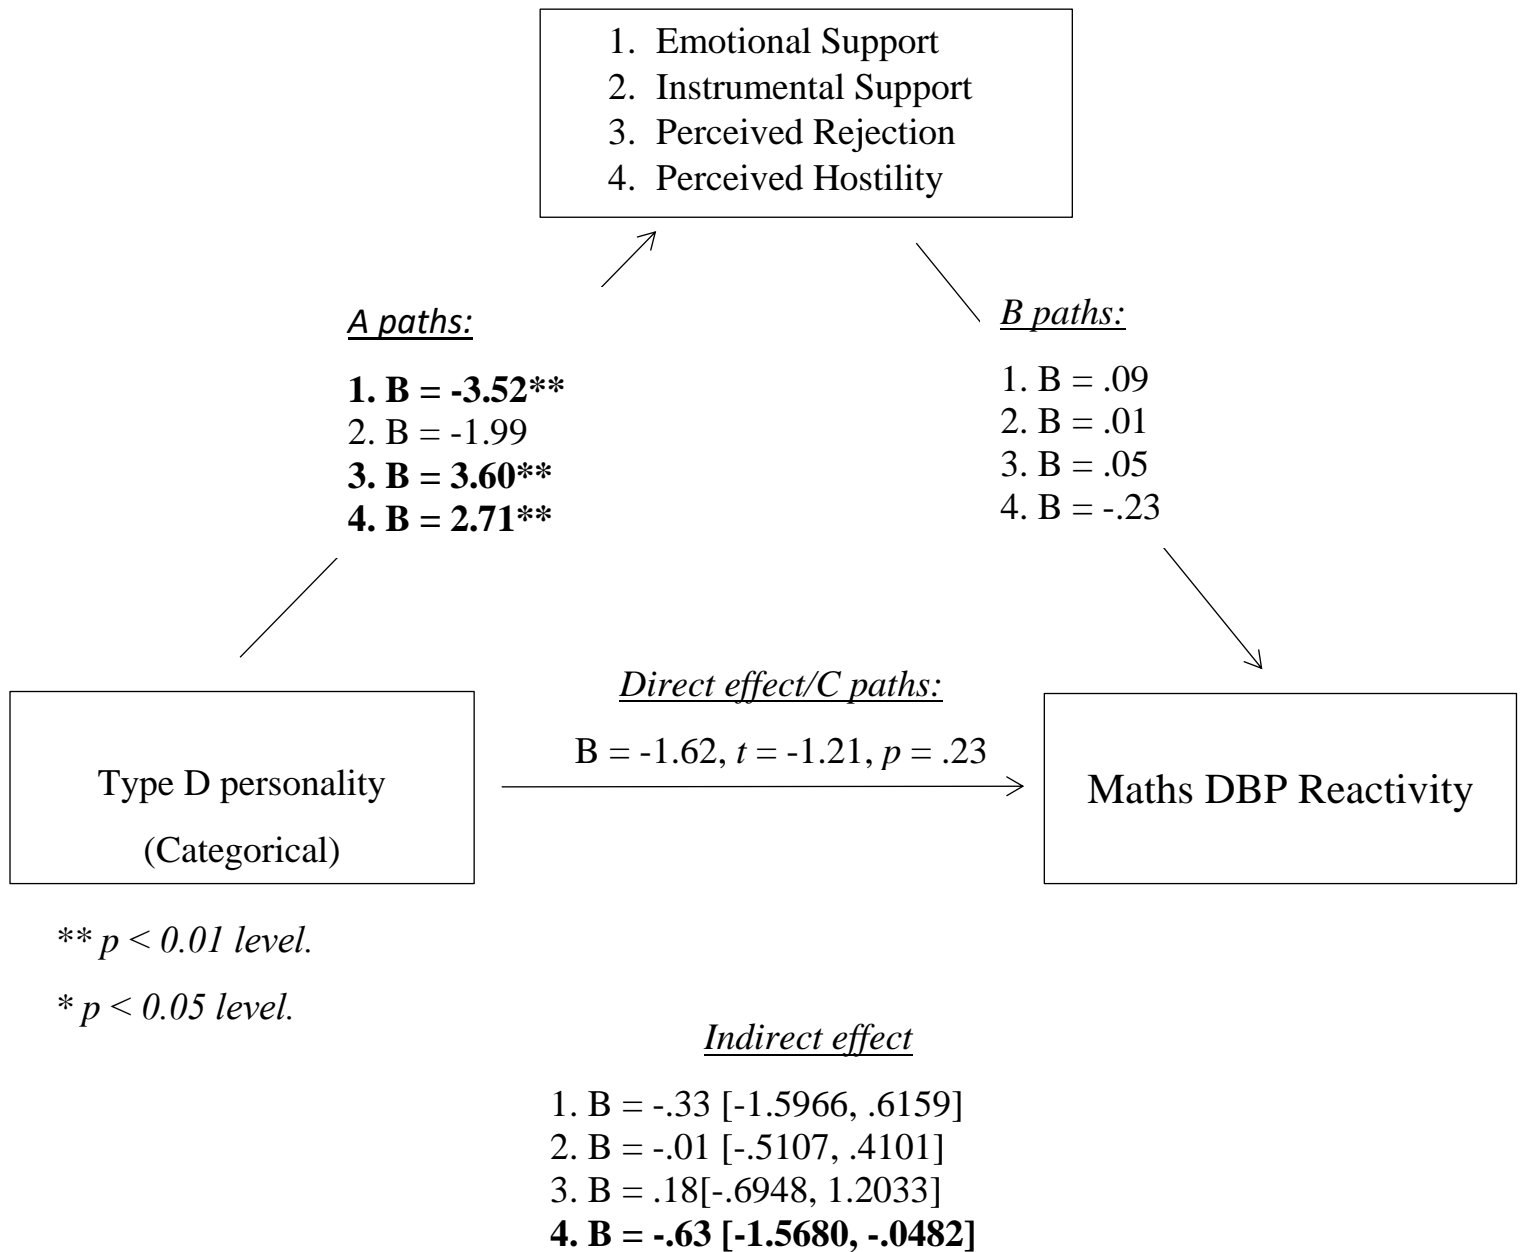 1. Emotional Support
2. Instrumental Support
3. Perceived Rejection
4. Perceived Hostility
A paths:
1. B = -3.52**
2. B = -1.99
3. B = 3.60**
4. B = 2.71**
B paths:
1. B = .09
2. B = .01
3. B = .05
4. B = -.23
Direct effect/C paths:
B = -1.62, t = -1.21, p = .23
Type D personality
(Categorical)
Maths DBP Reactivity
** p < 0.01 level.
* p < 0.05 level.
Indirect effect
1. B = -.33 [-1.5966, .6159]
2. B = -.01 [-.5107, .4101]
3. B = .18[-.6948, 1.2033]
4. B = -.63 [-1.5680, -.0482]